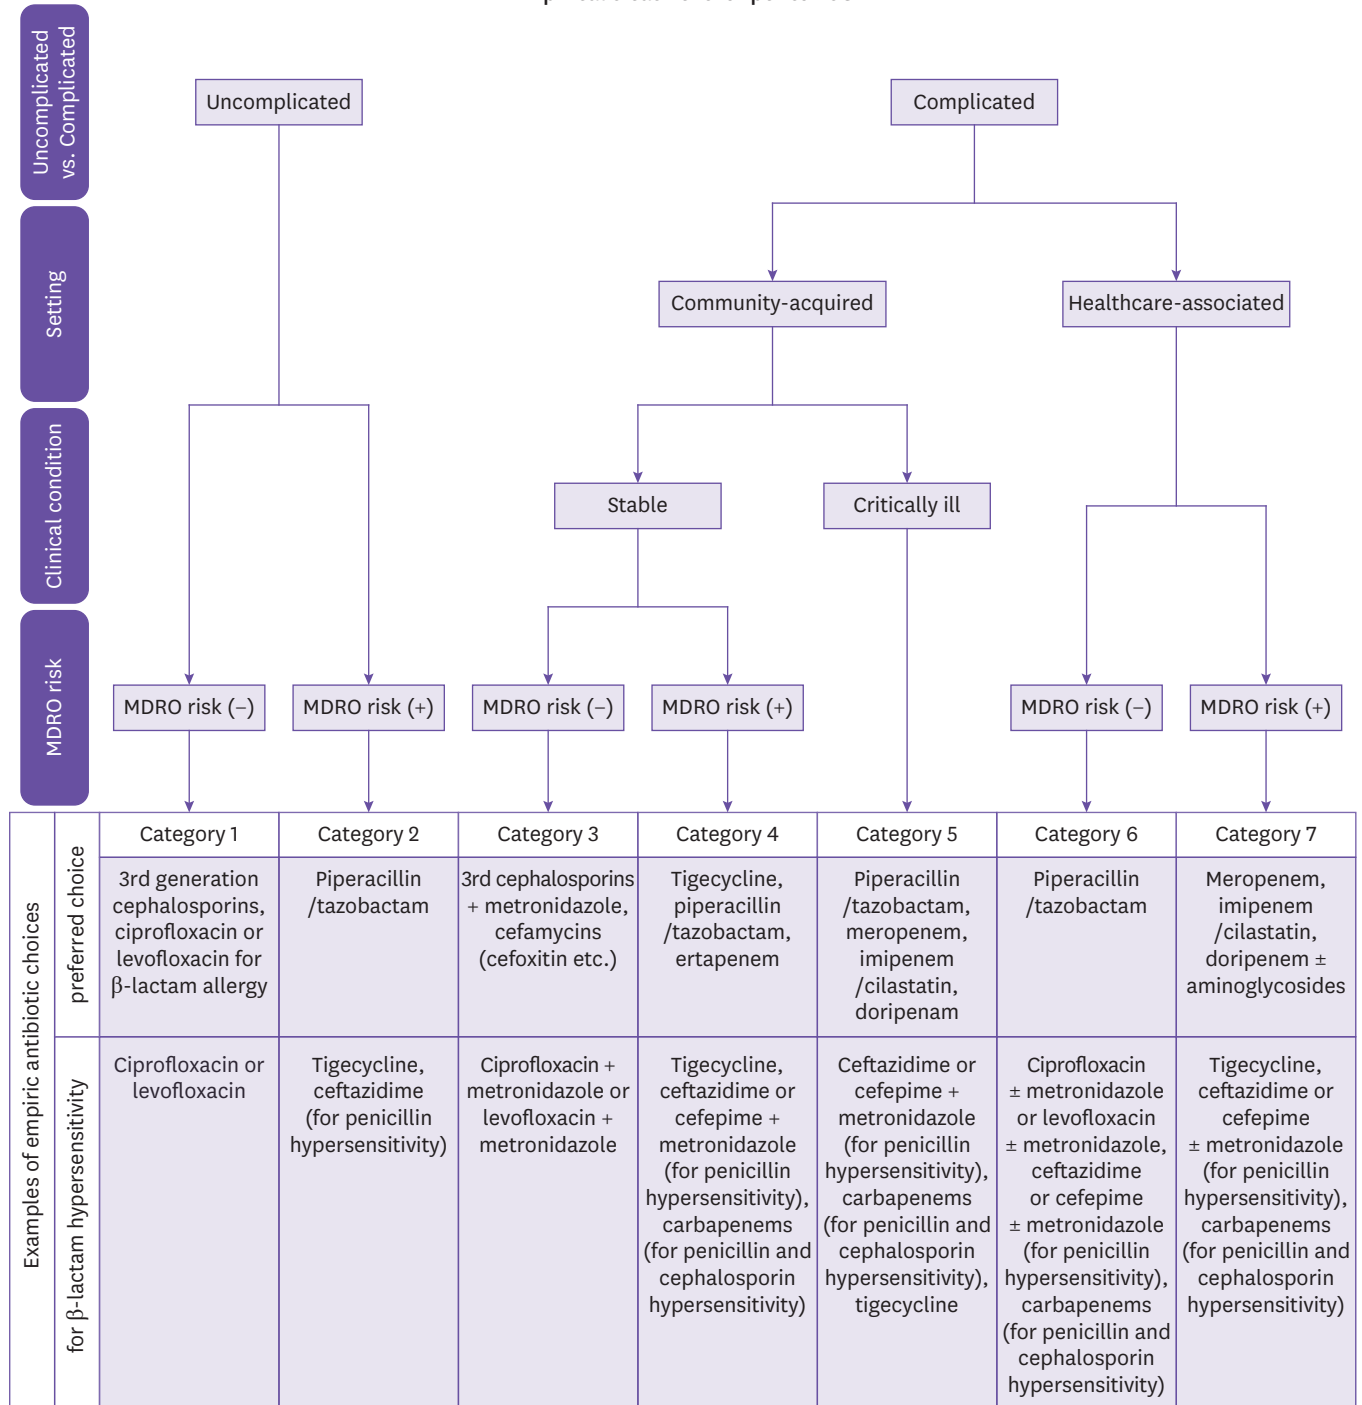 Uncomplicated
vs. Complicated
Uncomplicated
Complicated
Setting
Community-acquired
Healthcare-associated
Clinical condition
Stable
Critically ill
MDRO risk
MDRO risk (−)
MDRO risk (+)
MDRO risk (−)
MDRO risk (+)
MDRO risk (−)
MDRO risk (+)
Examples of empiric antibiotic choices
preferred choice
Category 1
Category 2
Category 3
Category 4
Category 5
Category 6
Category 7
3rd generation
cephalosporins,
ciprofloxacin or
levofloxacin for
β-lactam allergy
Piperacillin
/tazobactam
3rd cephalosporins
+ metronidazole,
cefamycins
(cefoxitin etc.)
Tigecycline,
piperacillin
/tazobactam,
ertapenem
Piperacillin
/tazobactam,
meropenem,
imipenem
/cilastatin,
doripenam
Piperacillin
/tazobactam
Meropenem,
imipenem
/cilastatin,
doripenem ±
aminoglycosides
for β-lactam hypersensitivity
Ciprofloxacin or
levofloxacin
Tigecycline,
ceftazidime
(for penicillin
hypersensitivity)
Ciprofloxacin +
metronidazole or
levofloxacin +
metronidazole
Tigecycline,
ceftazidime or
cefepime +
metronidazole
(for penicillin
hypersensitivity),
carbapenems
(for penicillin and
cephalosporin
hypersensitivity)
Ceftazidime or
cefepime +
metronidazole
(for penicillin
hypersensitivity),
carbapenems
(for penicillin and
cephalosporin
hypersensitivity),
tigecycline
Ciprofloxacin
± metronidazole
or levofloxacin
± metronidazole,
ceftazidime
or cefepime
± metronidazole
(for penicillin
hypersensitivity),
carbapenems
(for penicillin and
cephalosporin
hypersensitivity)
Tigecycline,
ceftazidime or
cefepime
± metronidazole
(for penicillin
hypersensitivity),
carbapenems
(for penicillin and
cephalosporin
hypersensitivity)